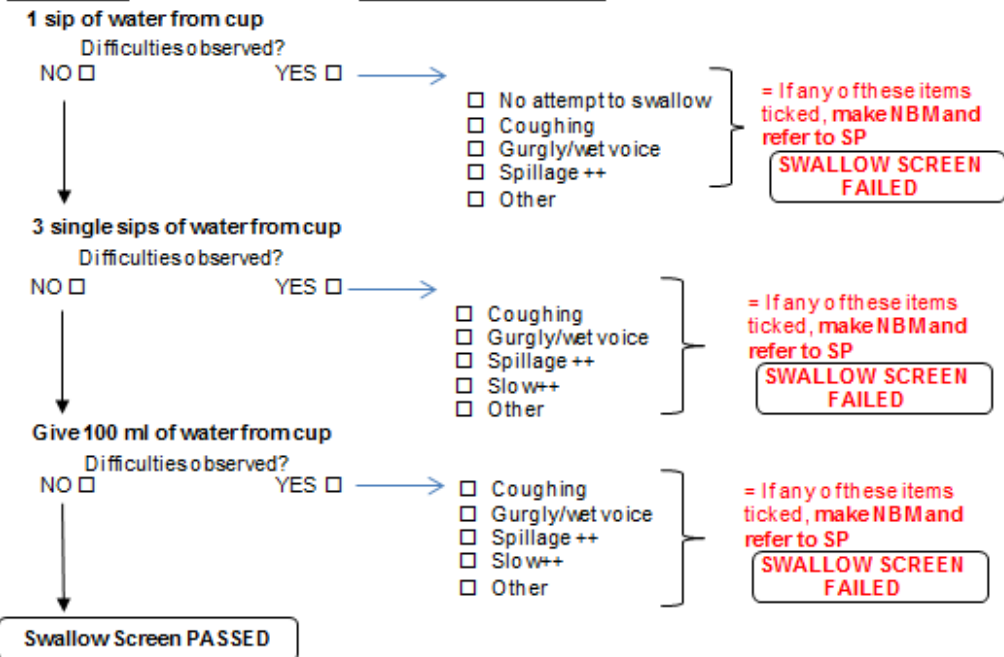 1 sip of water from cup
Difficulties observed?
NO ☐ YES ☐
☐ No attempt to swallow
☐ Coughing
☐ Gurgly/wet voice
☐ Spillage ++
☐ Other
= If any of these items
ticked, make NBM and
refer to SP
SWALLOW SCREEN
FAILED
3 single sips of water from cup
Difficulties observed?
NO ☐ YES ☐
☐ Coughing
☐ Gurgly/wet voice
☐ Spillage ++
☐ Slow++
☐ Other
= If any of these items
ticked, make NBM and
refer to SP
SWALLOW SCREEN
FAILED
Give 100 ml of water from cup
Difficulties observed?
NO ☐ YES ☐
☐ Coughing
☐ Gurgly/wet voice
☐ Spillage ++
☐ Slow++
☐ Other
= If any of these items
ticked, make NBM and
refer to SP
SWALLOW SCREEN
FAILED
Swallow Screen PASSED